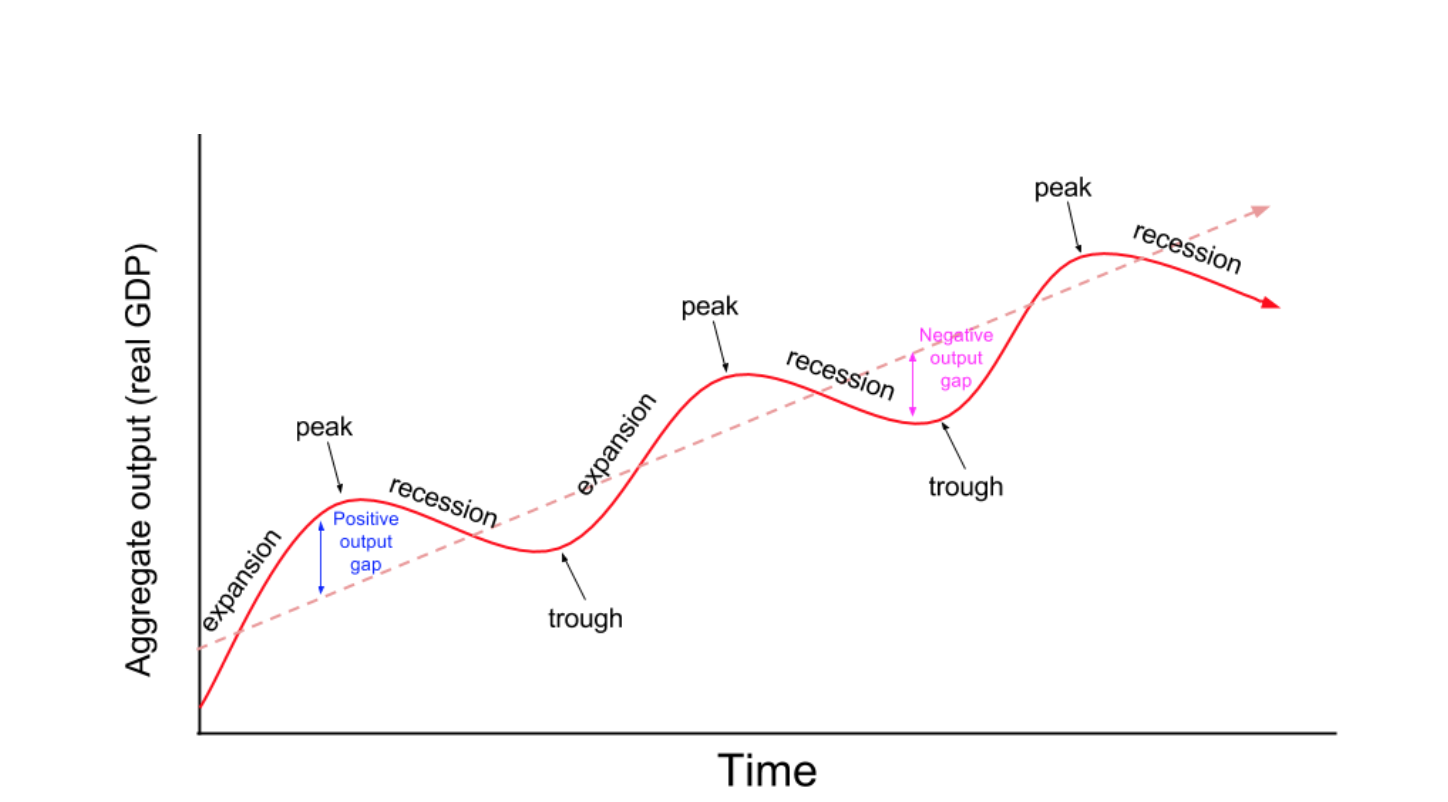 peak
recession
peak
Negative
output
gap
recession
expansion
peak
trough
recession
Positive
output
gap
expansion
trough
Aggregate output (real GDP)
Time